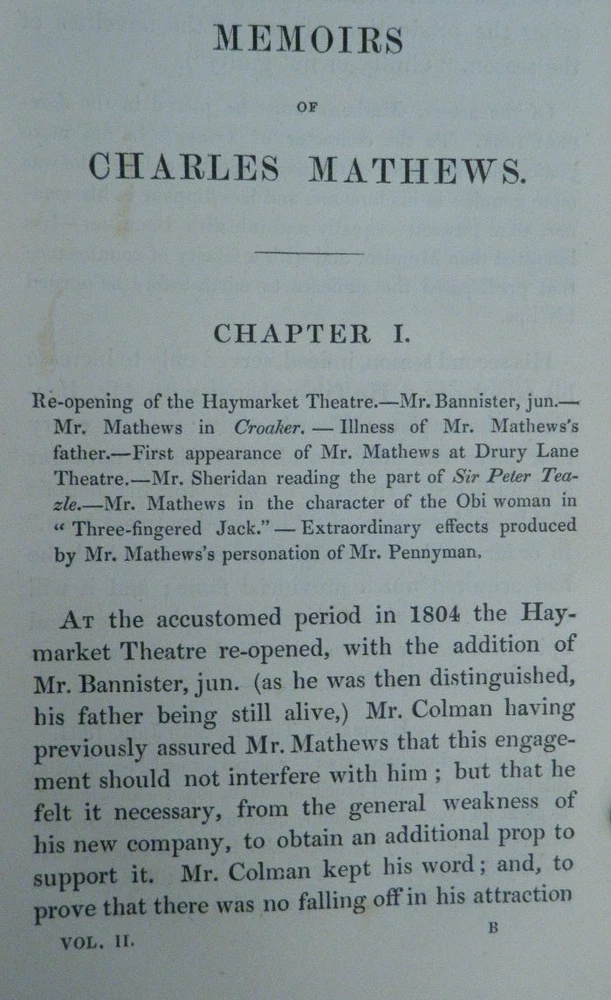 MEMOIRS
OF
CHARLES MATHEWS.
CHAPTER I.
Re-opening of the Haymarket Theatre.—Mr. Bannister, jun.—
Mr. Mathews in Croaker. — Illness of Mr. Mathews's
father.—First appearance of Mr. Mathews at Drury Lane
Theatre.—Mr. Sheridan reading the part of Sir Peter Tea-
zle.—Mr. Mathews in the character of the Obi woman in
“ Three-fingered Jack.” — Extraordinary effects produced
by Mr. Mathews's personation of Mr. Pennyman.
AT the accustomed period in 1804 the Hay-
market Theatre re-opened, with the addition of
Mr. Bannister, jun. (as he was then distinguished,
his father being still alive,) Mr. Colman having
previously assured Mr. Mathews that this engage-
ment should not interfere with him ; but that he
felt it necessary, from the general weakness of
his new company, to obtain an additional prop to
support it. Mr. Colman kept his word ; and, to
prove that there was no falling off in his attraction
VOL. II. B